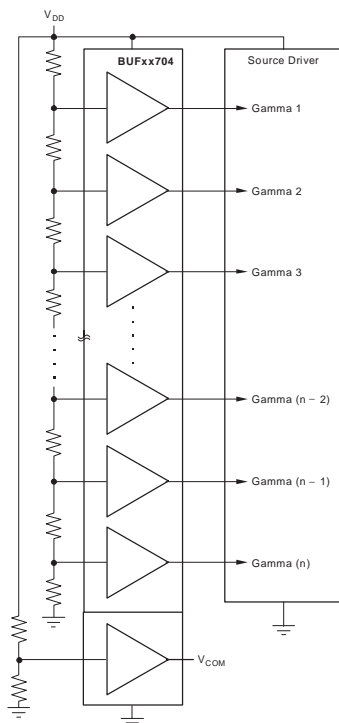 V_DD
BUFxx704
Source Driver
Gamma 1
Gamma 2
Gamma 3
Gamma (n − 2)
Gamma (n − 1)
Gamma (n)
V_COM